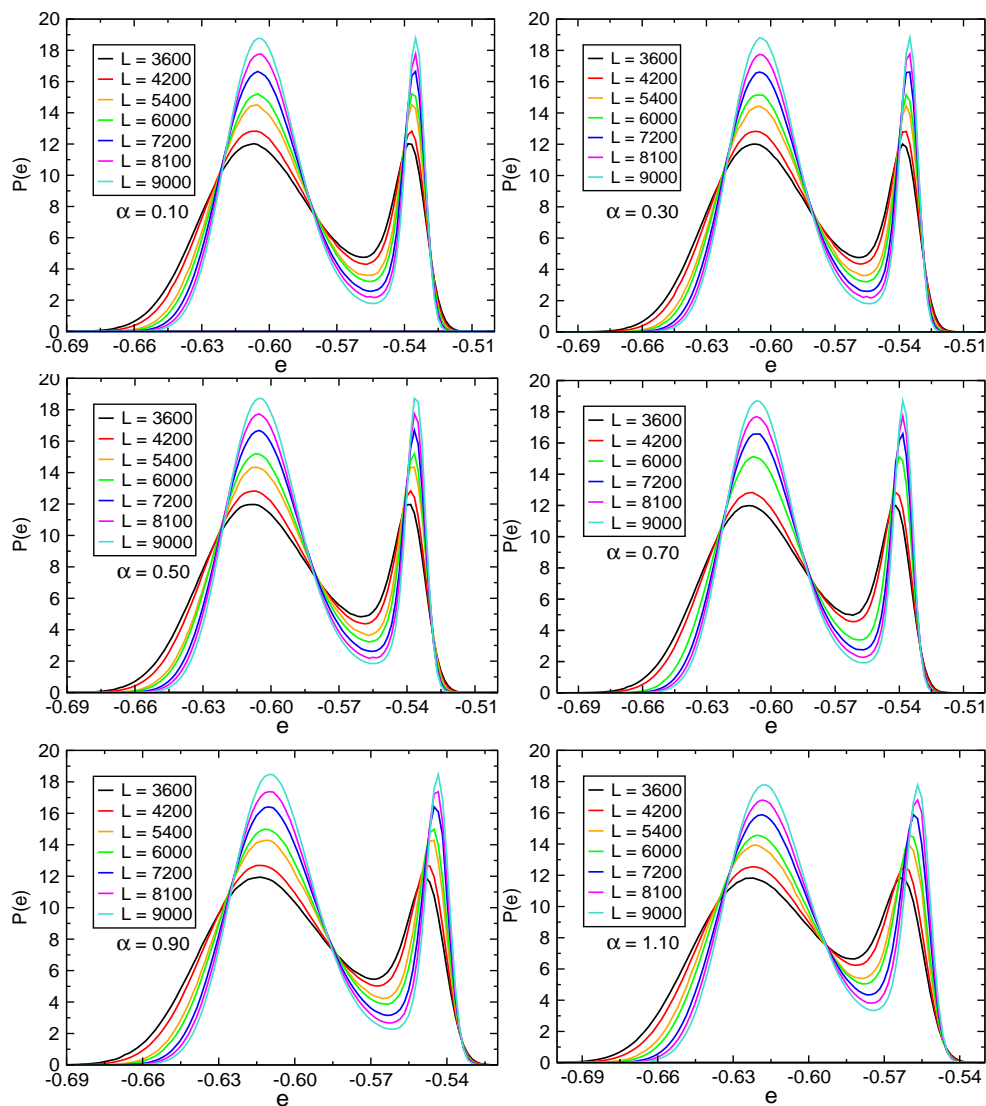 20
18
16
14
12
10
8
6
4
2
0
P(e)
L = 3600
L = 4200
L = 5400
L = 6000
L = 7200
L = 8100
L = 9000
α = 0.10
-0.69 -0.66 -0.63 -0.60 -0.57 -0.54 -0.51
e
20
18
16
14
12
10
8
6
4
2
0
P(e)
L = 3600
L = 4200
L = 5400
L = 6000
L = 7200
L = 8100
L = 9000
α = 0.30
-0.69 -0.66 -0.63 -0.60 -0.57 -0.54 -0.51
e
20
18
16
14
12
10
8
6
4
2
0
P(e)
L = 3600
L = 4200
L = 5400
L = 6000
L = 7200
L = 8100
L = 9000
α = 0.50
-0.69 -0.66 -0.63 -0.60 -0.57 -0.54 -0.51
e
20
18
16
14
12
10
8
6
4
2
0
P(e)
L = 3600
L = 4200
L = 6000
L = 7200
L = 8100
L = 9000
α = 0.70
-0.69 -0.66 -0.63 -0.60 -0.57 -0.54 -0.51
e
20
18
16
14
12
10
8
6
4
2
0
P(e)
L = 3600
L = 4200
L = 5400
L = 6000
L = 7200
L = 8100
L = 9000
α = 0.90
-0.69 -0.66 -0.63 -0.60 -0.57 -0.54
e
20
18
16
14
12
10
8
6
4
2
0
P(e)
L = 3600
L = 4200
L = 5400
L = 6000
L = 7200
L = 8100
L = 9000
α = 1.10
-0.69 -0.66 -0.63 -0.60 -0.57 -0.54
e